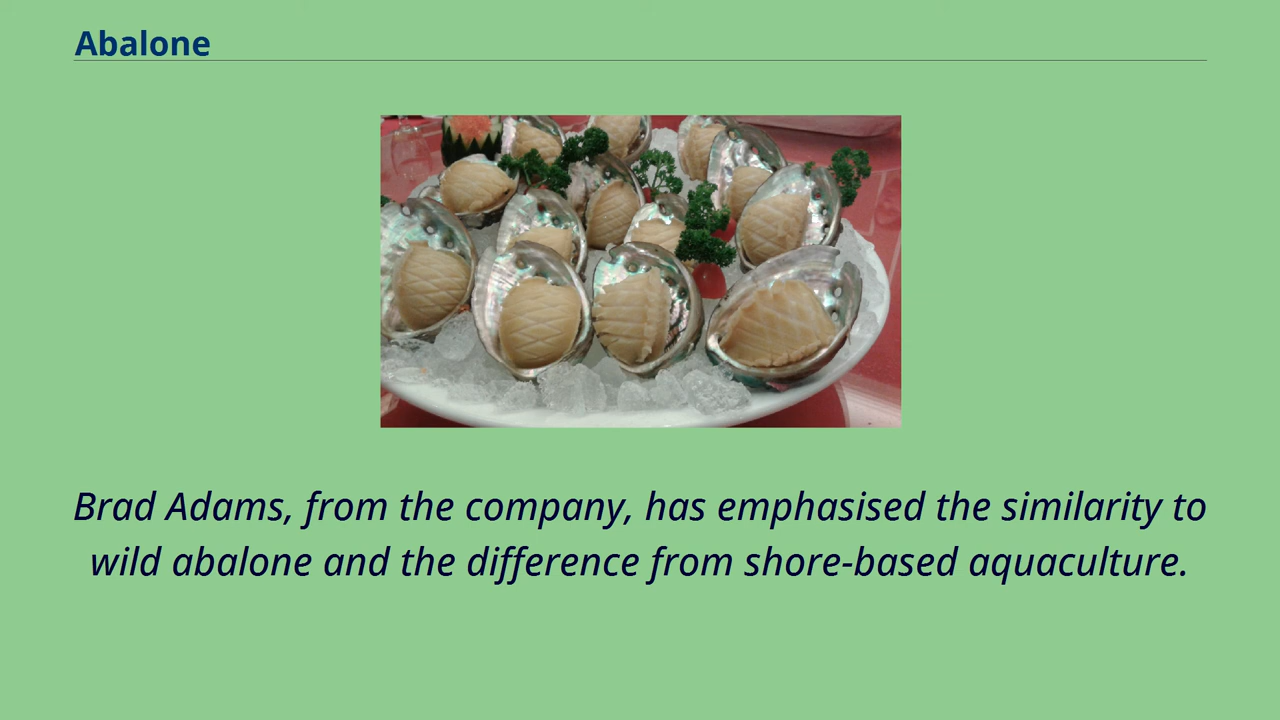 Abalone
Brad Adams, from the company, has emphasised the similarity to
wild abalone and the difference from shore-based aquaculture.